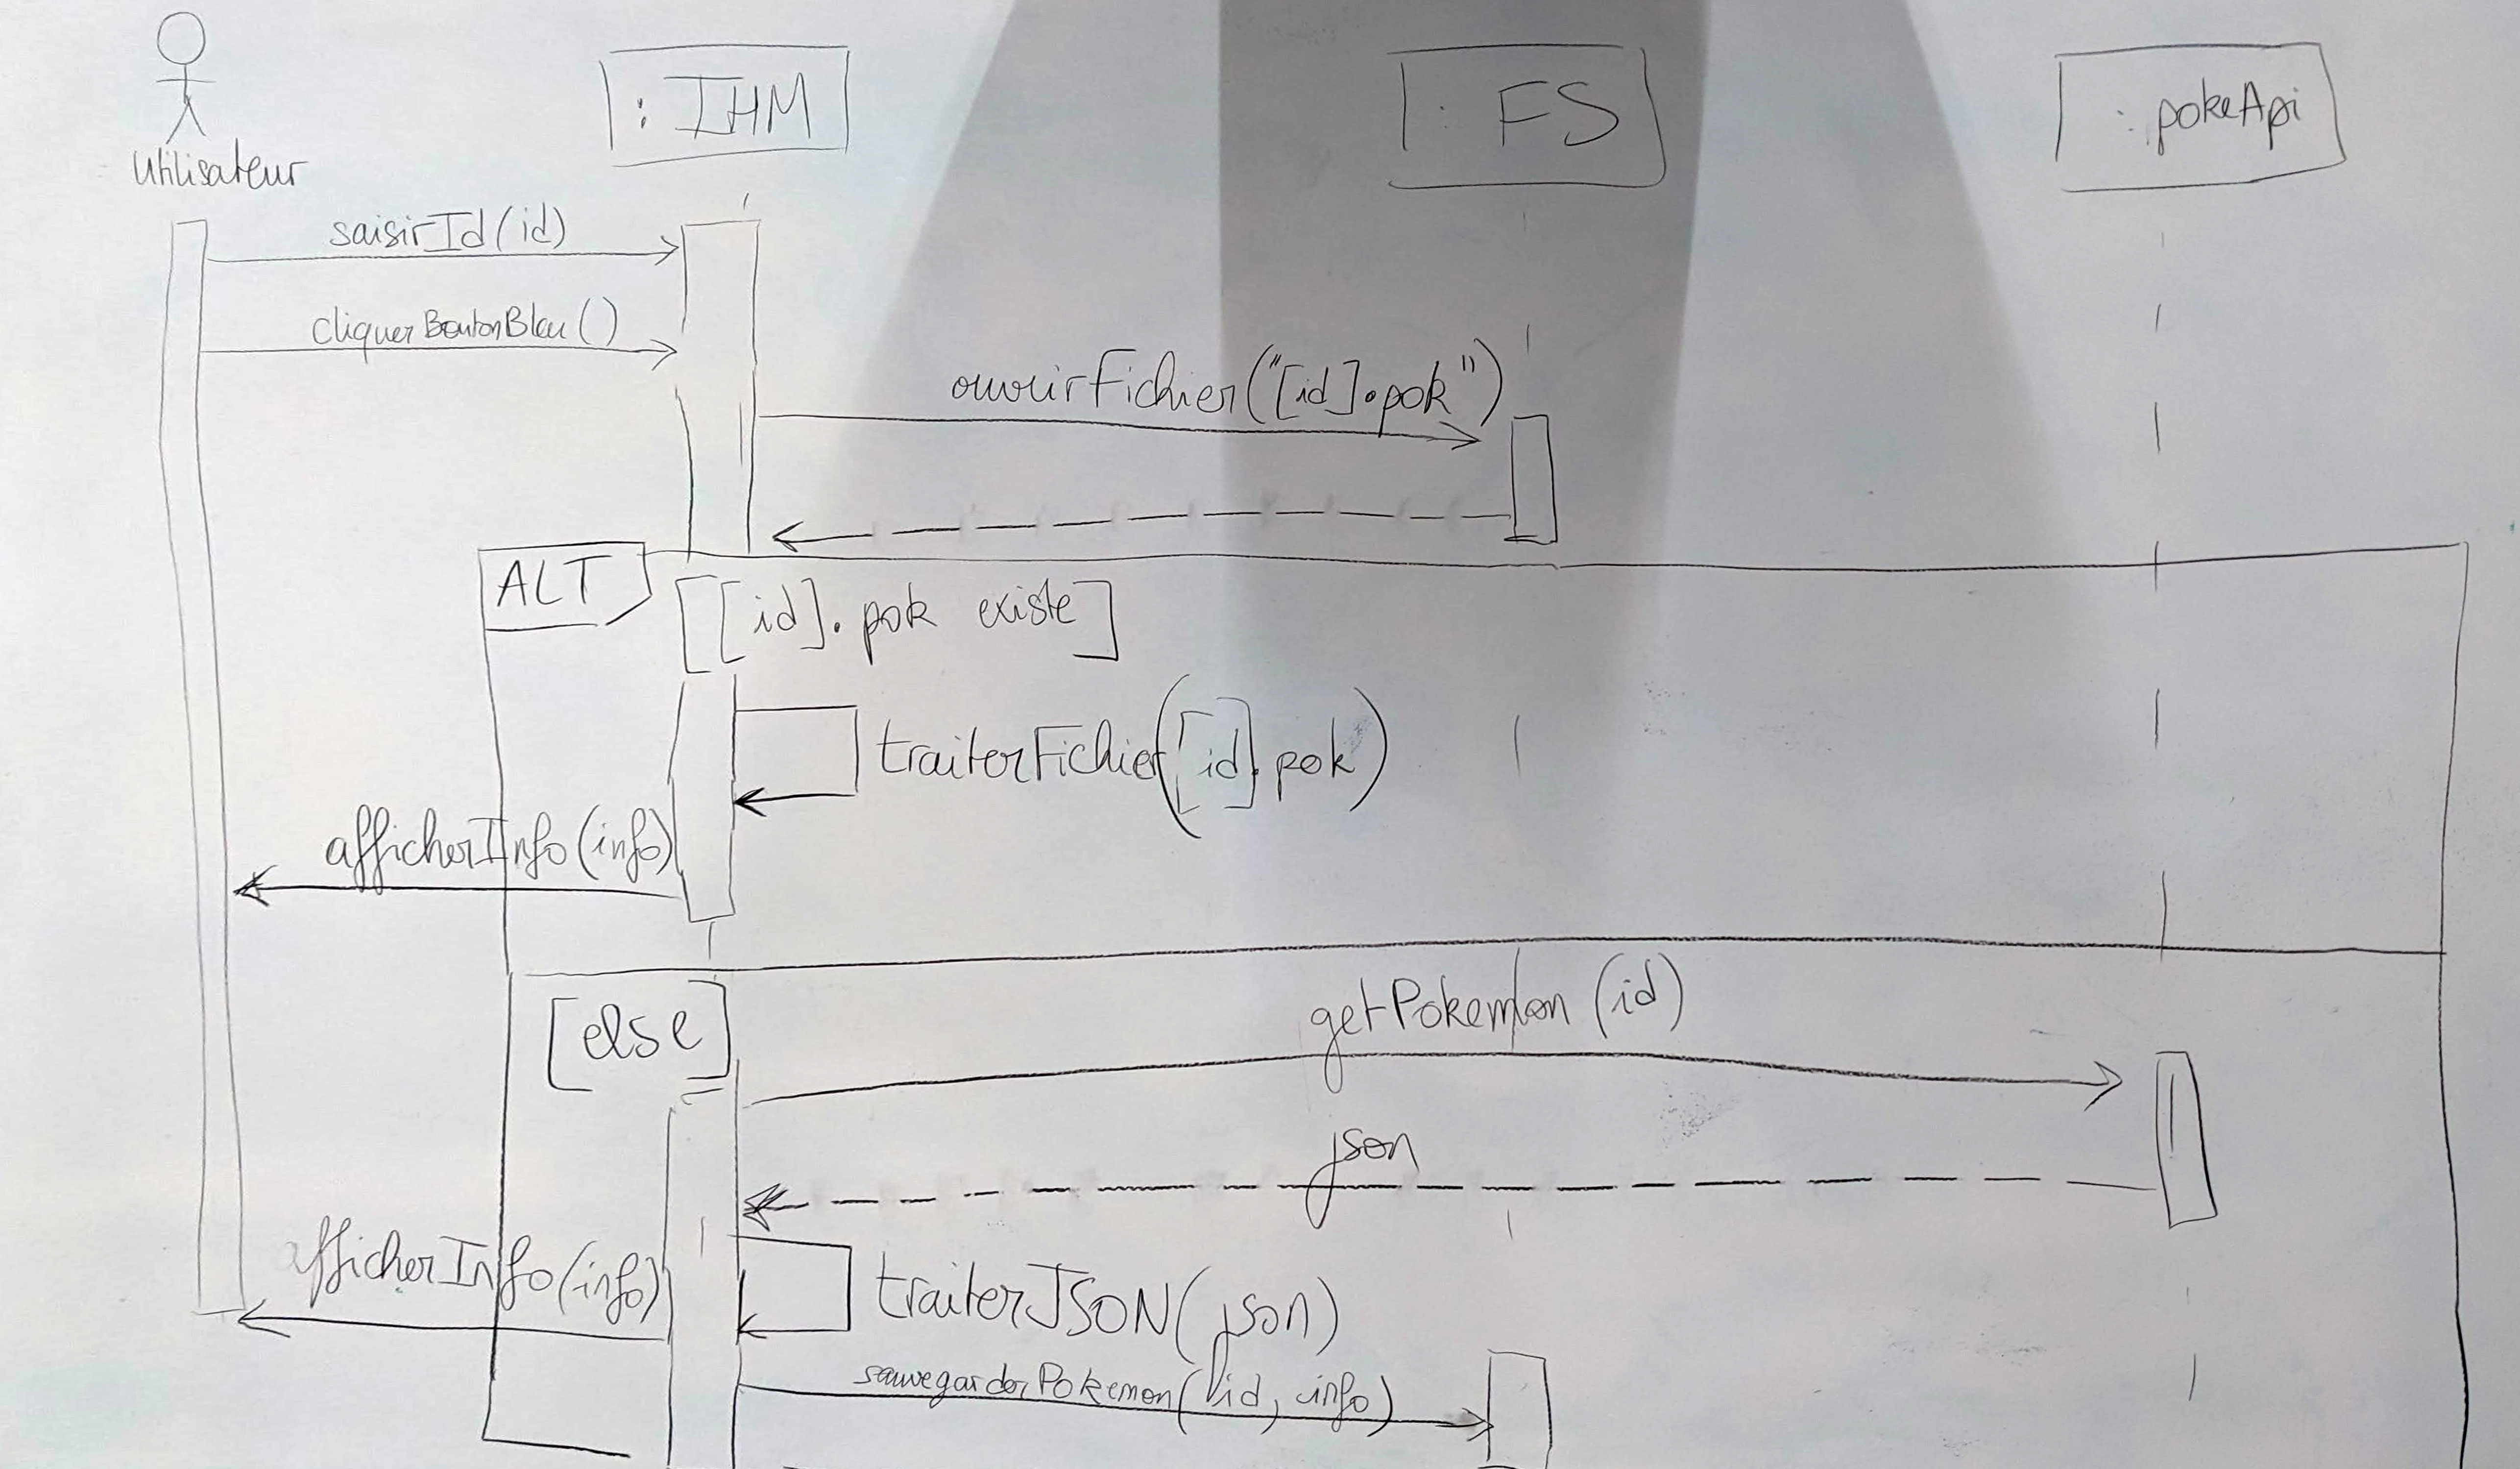 : IHM
: FS
: pokeApi
Utilisateur
saisirId(id)
cliquerBoutonBleu()
ouvrirFichier("[id].pok")
ALT
[[id].pok existe]
traiterFichier([id].pok)
afficherInfo(info)
[else]
getPokemon(id)
json
afficherInfo(info)
traiterJSON(json)
sauvegarderPokemon(id, info)